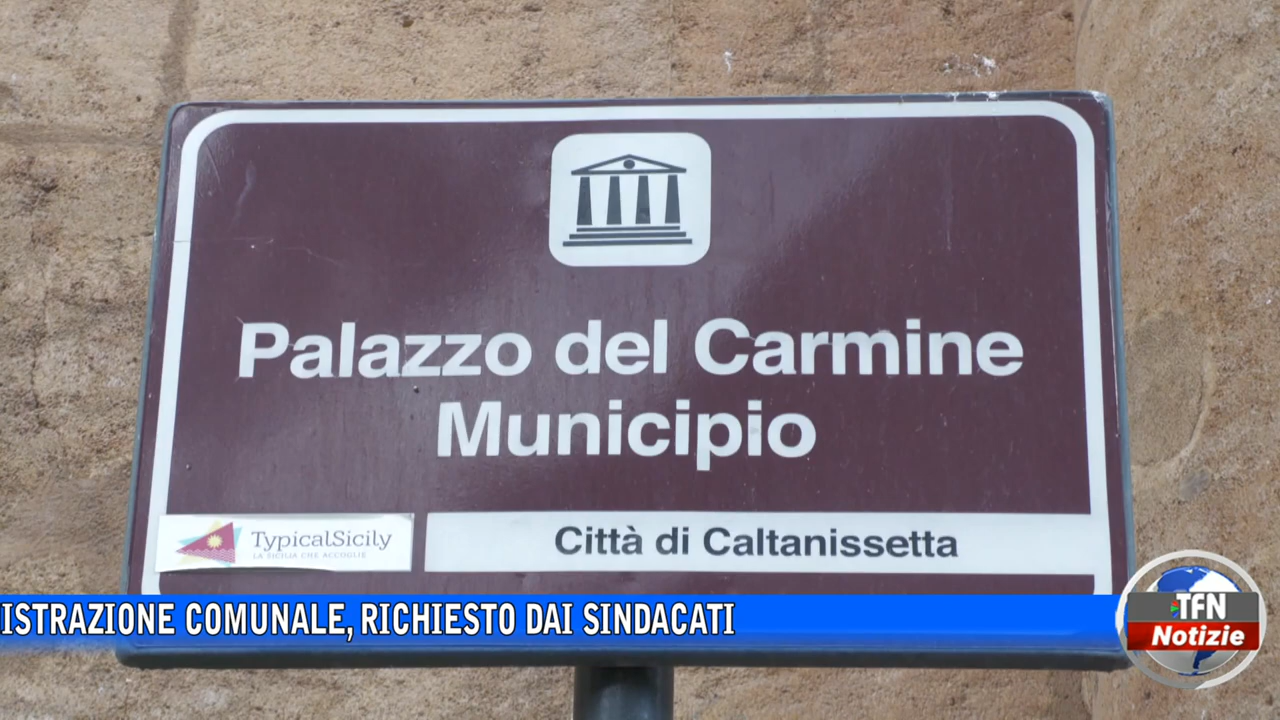 Palazzo del Carmine
Municipio
TypicalSicily
LA SICILIA CHE ACCOGLIE
Città di Caltanissetta
ISTRAZIONE COMUNALE, RICHIESTO DAI SINDACATI
TFN
Notizie